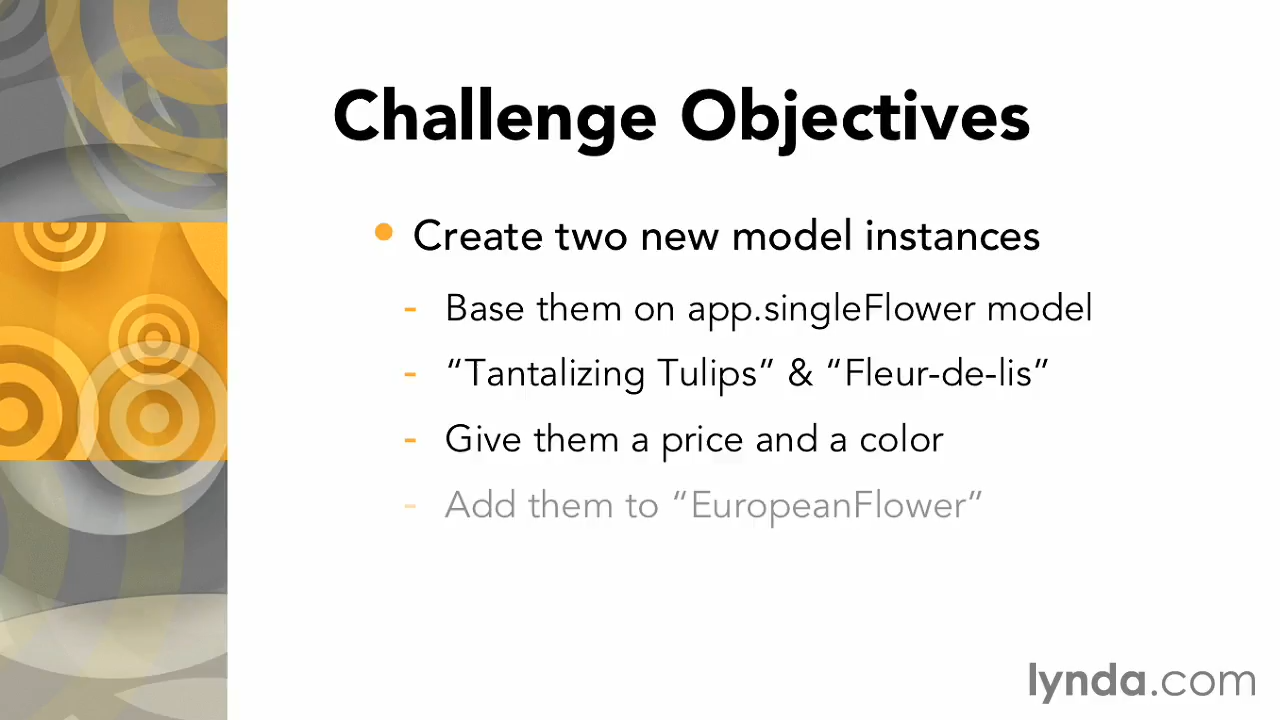 Challenge Objectives
• Create two new model instances
- Base them on app.singleFlower model
- “Tantalizing Tulips” & “Fleur-de-lis”
- Give them a price and a color
- Add them to “EuropeanFlower”
lynda.com